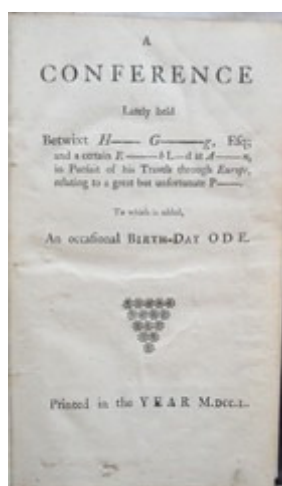 A
CONFERENCE
Lately held
Betwixt H—— G———g, Esq;
and a certain E———h L—d at A——n,
in Pursuit of his Travels through Europe,
relating to a great but unfortunate P——.
To which is added,
An occasional BIRTH-DAY ODE.
Printed in the YEAR M.DCC.L.